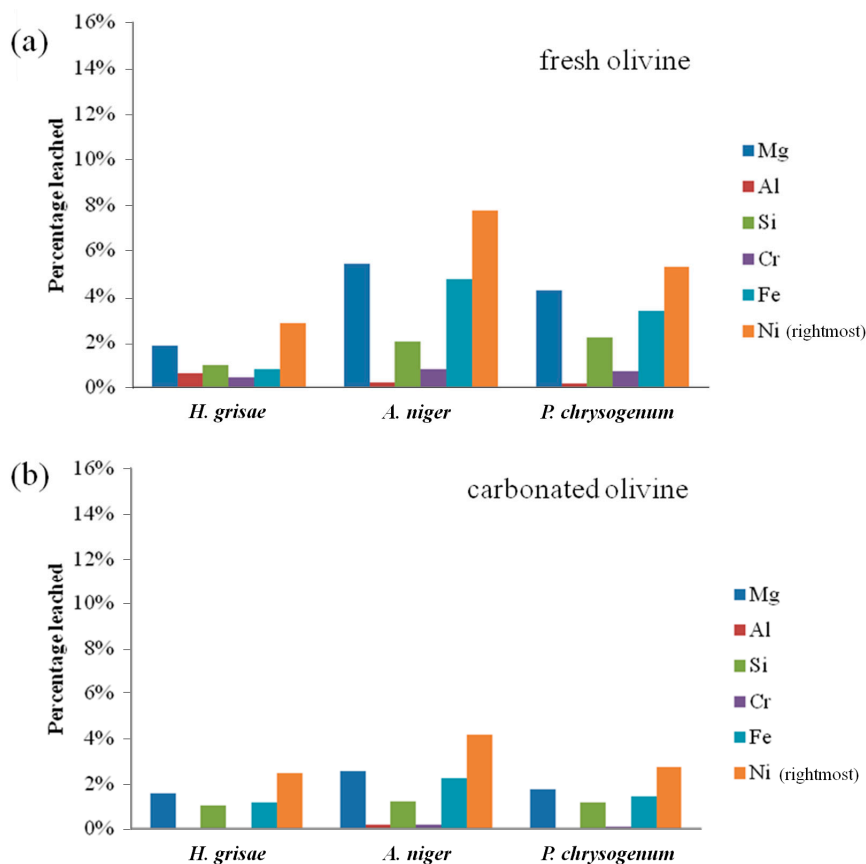 (a)
fresh olivine
Percentage leached
16%
14%
12%
10%
8%
6%
4%
2%
0%
H. grisae
A. niger
P. chrysogenum
Mg
Al
Si
Cr
Fe
Ni (rightmost)
(b)
carbonated olivine
Percentage leached
16%
14%
12%
10%
8%
6%
4%
2%
0%
H. grisae
A. niger
P. chrysogenum
Mg
Al
Si
Cr
Fe
Ni (rightmost)